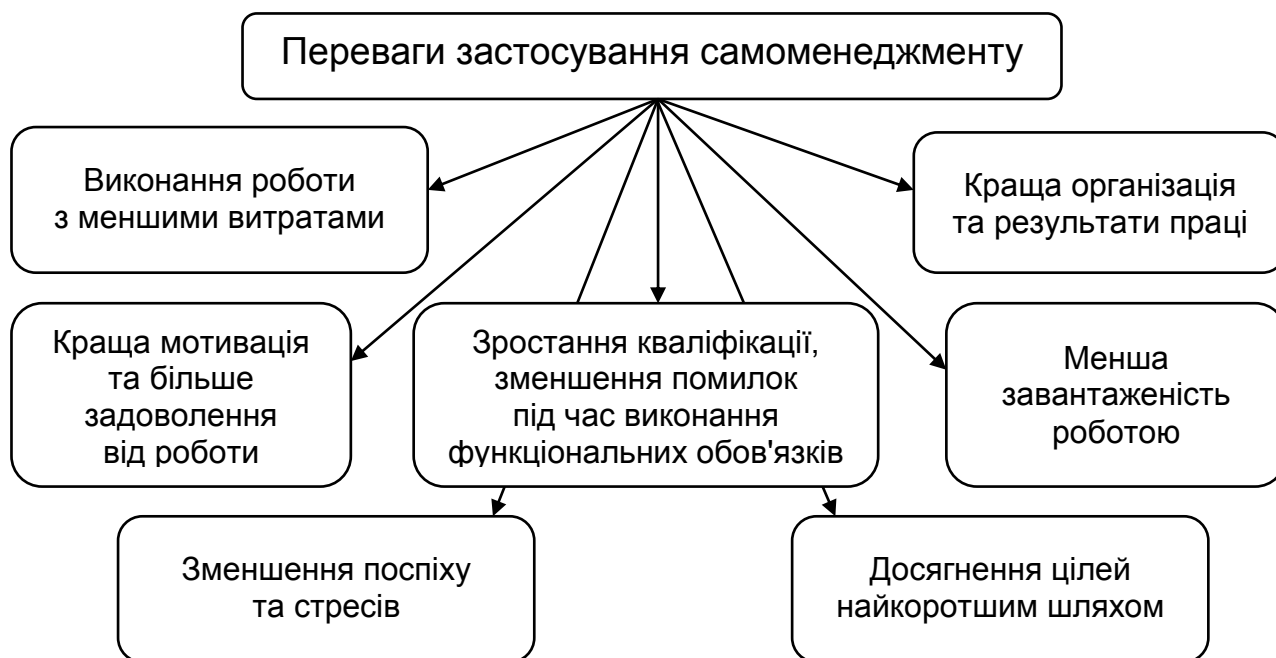 Переваги застосування самоменеджменту
Виконання роботи
з меншими витратами
Краща організація
та результати праці
Краща мотивація
та більше
задоволення
від роботи
Зростання кваліфікації,
зменшення помилок
під час виконання
функціональних обов'язків
Менша
завантаженість
роботою
Зменшення поспіху
та стресів
Досягнення цілей
найкоротшим шляхом